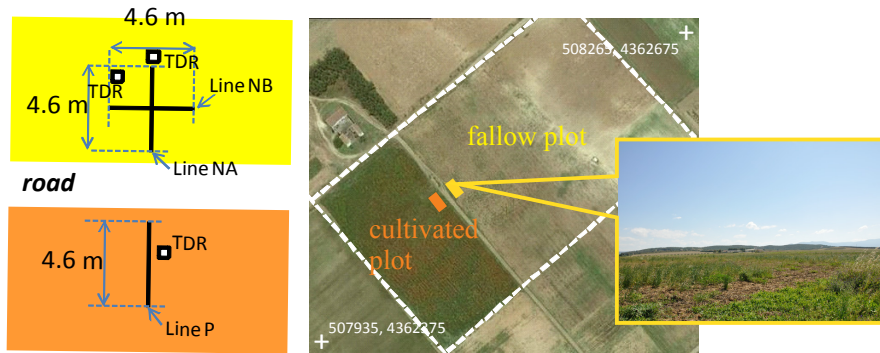 4.6 m
TDR
TDR
Line NB
4.6 m
Line NA
road
TDR
4.6 m
Line P
508265, 4362675
fallow plot
cultivated
plot
507935, 4362375